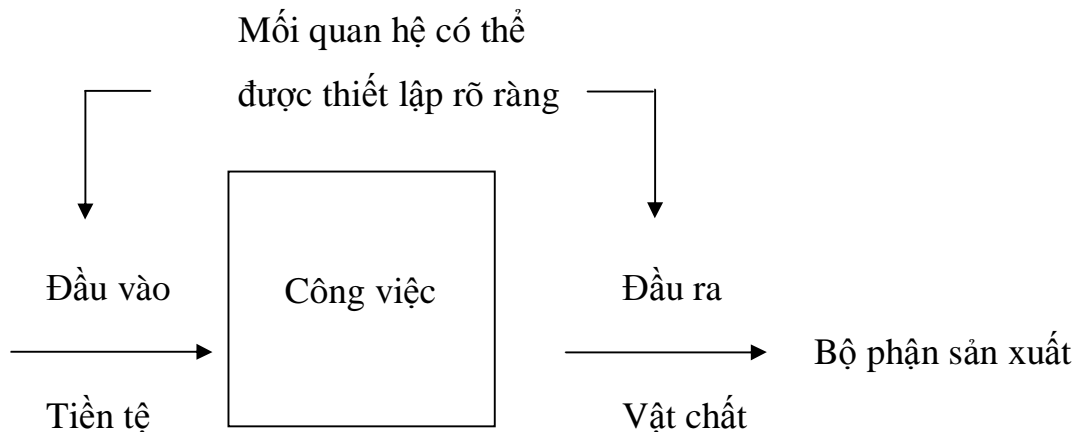 Mối quan hệ có thể
được thiết lập rõ ràng
Đầu vào
Công việc
Đầu ra
Bộ phận sản xuất
Tiền tệ
Vật chất